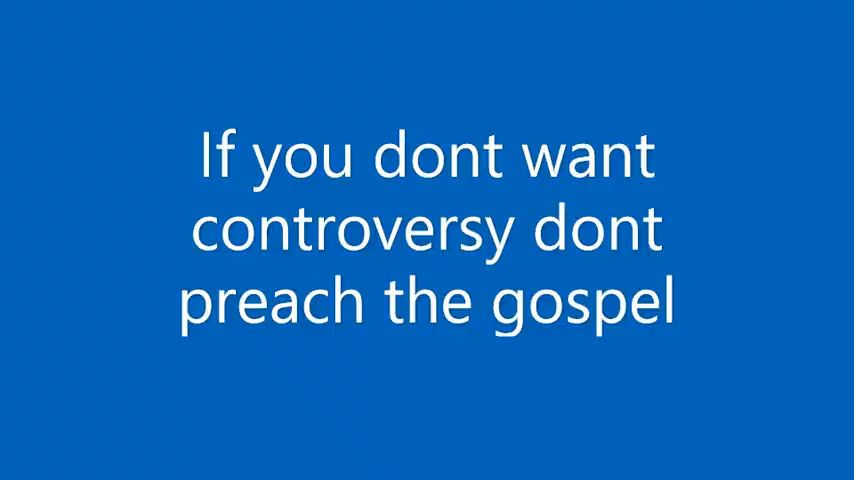 If you dont want
controversy dont
preach the gospel